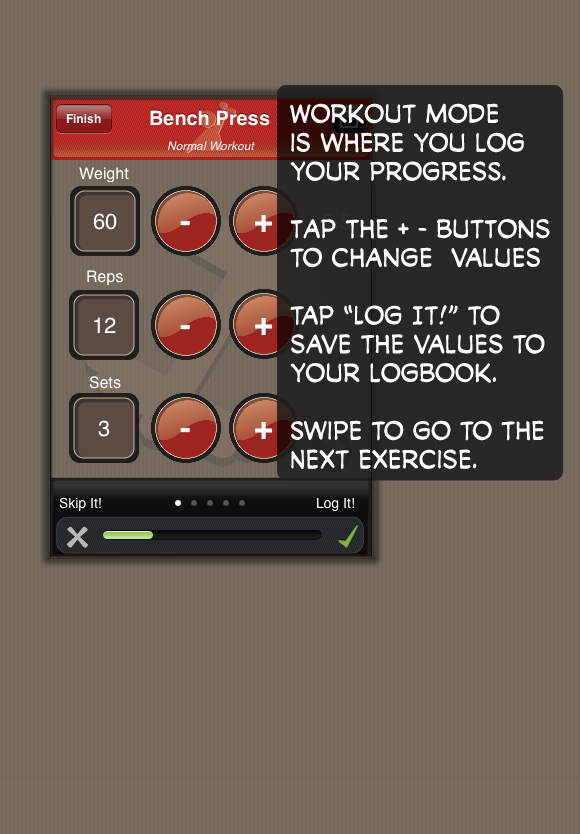 Finish
Bench Press
Normal Workout
Weight
60
-
+
Reps
12
-
+
Sets
3
-
+
Skip It!
Log It!
WORKOUT MODE
IS WHERE YOU LOG
YOUR PROGRESS.
TAP THE + - BUTTONS
TO CHANGE  VALUES
TAP “LOG IT!” TO
SAVE THE VALUES TO
YOUR LOGBOOK.
SWIPE TO GO TO THE
NEXT EXERCISE.